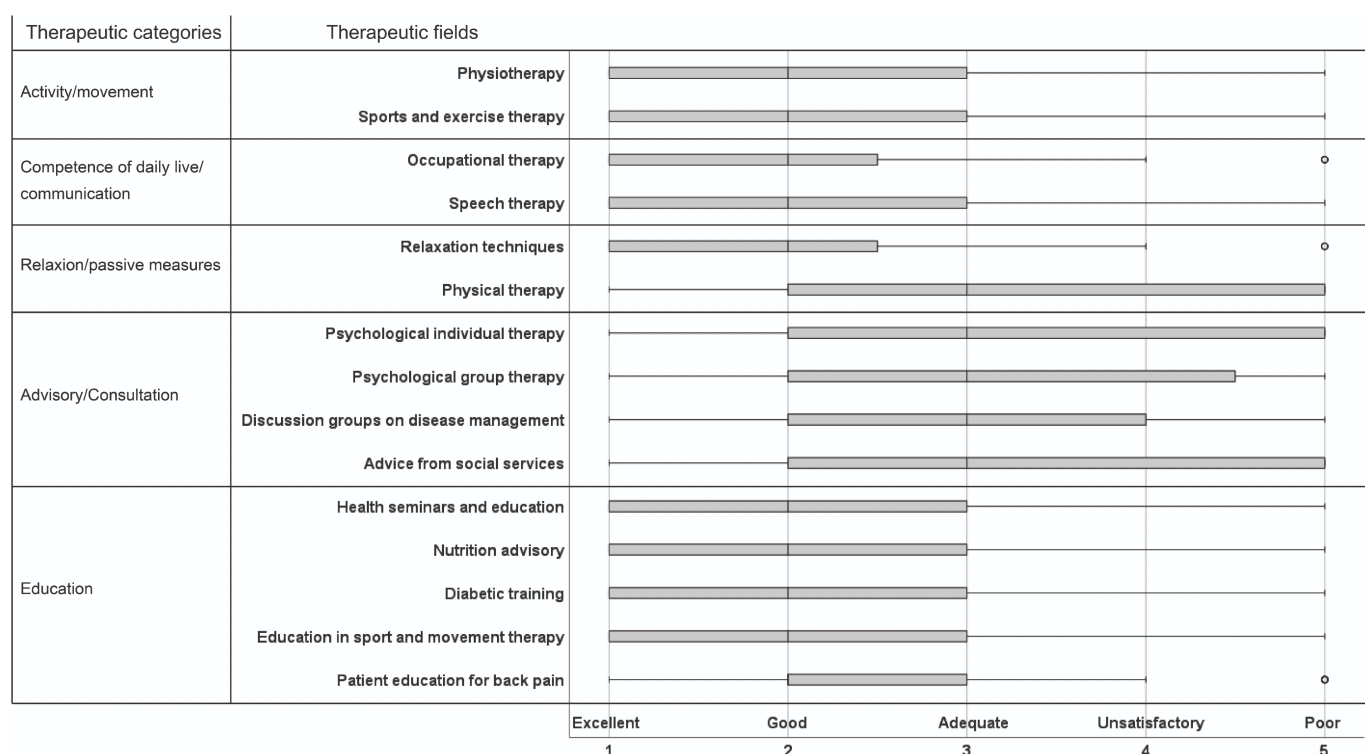 Therapeutic categories Therapeutic fields
Activity/movement
Physiotherapy
Sports and exercise therapy
Competence of daily live/
communication
Occupational therapy
Speech therapy
Relaxion/passive measures
Relaxation techniques
Physical therapy
Advisory/Consultation
Psychological individual therapy
Psychological group therapy
Discussion groups on disease management
Advice from social services
Education
Health seminars and education
Nutrition advisory
Diabetic training
Education in sport and movement therapy
Patient education for back pain
Excellent Good Adequate Unsatisfactory Poor
1 2 3 4 5